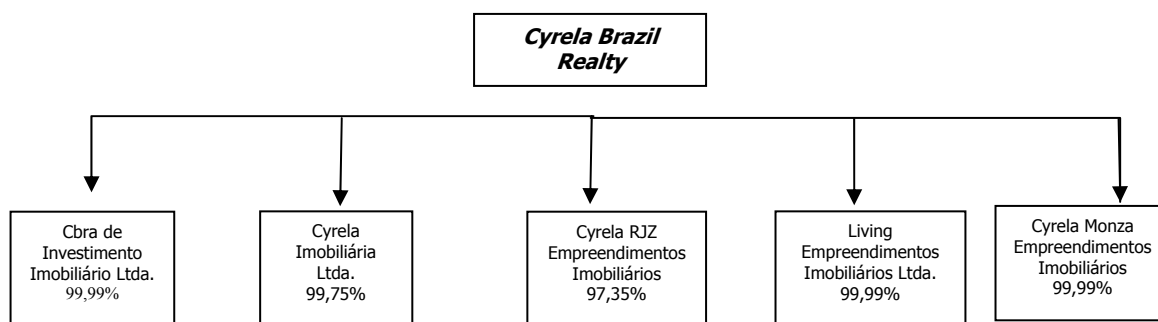 Cyrela Brazil
Realty
Cbra de
Investimento
Imobiliário Ltda.
99,99%
Cyrela
Imobiliária
Ltda.
99,75%
Cyrela RJZ
Empreendimentos
Imobiliários
97,35%
Living
Empreendimentos
Imobiliários Ltda.
99,99%
Cyrela Monza
Empreendimentos
Imobiliários
99,99%